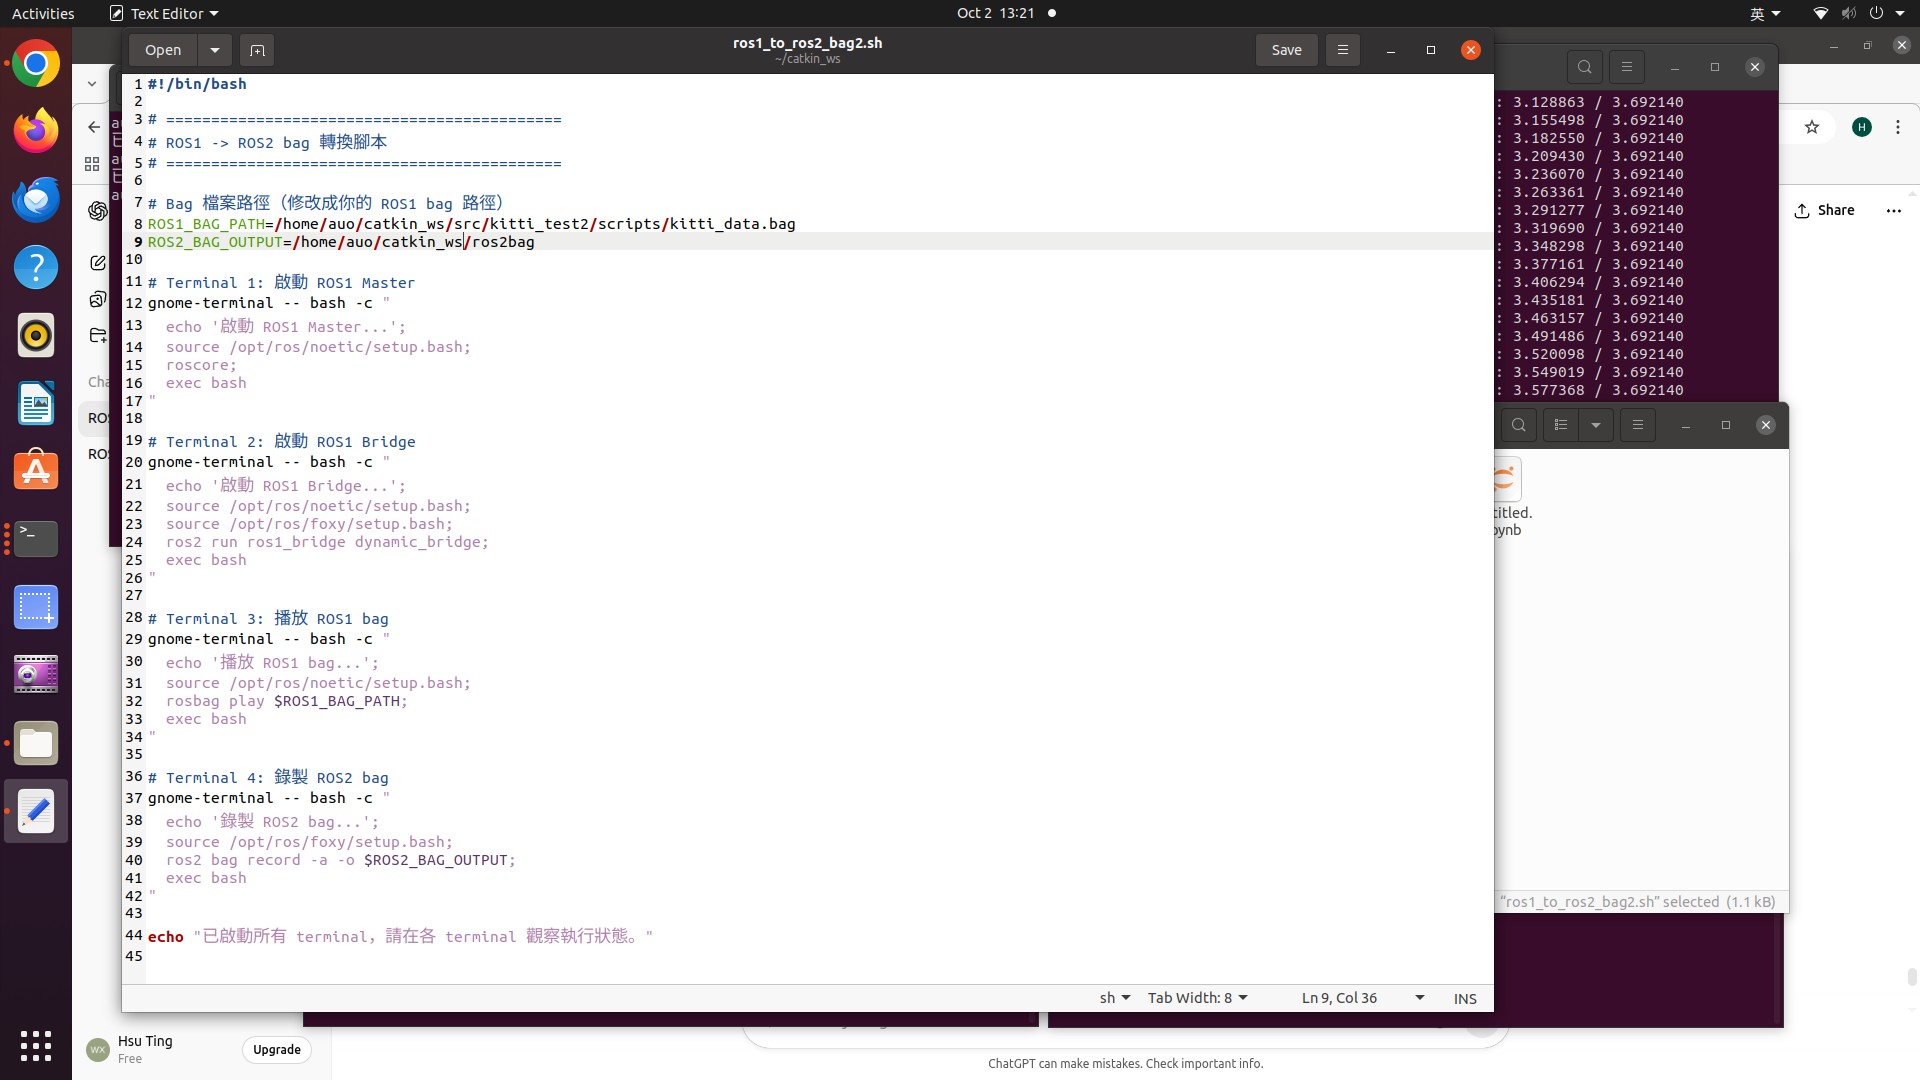 Activities
Text Editor
Oct 2 13:21
英
Open
ros1_to_ros2_bag2.sh
~/catkin_ws
Save
1 #!/bin/bash
2
3 # ============================================
4 # ROS1 -> ROS2 bag 轉換腳本
5 # ============================================
6
7 # Bag 檔案路徑（修改成你的 ROS1 bag 路徑）
8 ROS1_BAG_PATH=/home/auo/catkin_ws/src/kitti_test2/scripts/kitti_data.bag
9 ROS2_BAG_OUTPUT=/home/auo/catkin_ws/ros2bag
10
11 # Terminal 1: 啟動 ROS1 Master
12 gnome-terminal -- bash -c "
13   echo '啟動 ROS1 Master...';
14   source /opt/ros/noetic/setup.bash;
15   roscore;
16   exec bash
17 "
18
19 # Terminal 2: 啟動 ROS1 Bridge
20 gnome-terminal -- bash -c "
21   echo '啟動 ROS1 Bridge...';
22   source /opt/ros/noetic/setup.bash;
23   source /opt/ros/foxy/setup.bash;
24   ros2 run ros1_bridge dynamic_bridge;
25   exec bash
26 "
27
28 # Terminal 3: 播放 ROS1 bag
29 gnome-terminal -- bash -c "
30   echo '播放 ROS1 bag...';
31   source /opt/ros/noetic/setup.bash;
32   rosbag play $ROS1_BAG_PATH;
33   exec bash
34 "
35
36 # Terminal 4: 錄製 ROS2 bag
37 gnome-terminal -- bash -c "
38   echo '錄製 ROS2 bag...';
39   source /opt/ros/foxy/setup.bash;
40   ros2 bag record -a -o $ROS2_BAG_OUTPUT;
41   exec bash
42 "
43
44 echo "已啟動所有 terminal，請在各 terminal 觀察執行狀態。"
45
sh
Tab Width: 8
Ln 9, Col 36
INS
: 3.128863 / 3.692140
: 3.155498 / 3.692140
: 3.182550 / 3.692140
: 3.209430 / 3.692140
: 3.236070 / 3.692140
: 3.263361 / 3.692140
: 3.291277 / 3.692140
: 3.319690 / 3.692140
: 3.348298 / 3.692140
: 3.377161 / 3.692140
: 3.406294 / 3.692140
: 3.435181 / 3.692140
: 3.463157 / 3.692140
: 3.491486 / 3.692140
: 3.520098 / 3.692140
: 3.549019 / 3.692140
: 3.577368 / 3.692140
H
Share
Cha
ROS
ROS
titled.
ynb
"ros1_to_ros2_bag2.sh" selected (1.1 kB)
WX
Hsu Ting
Free
Upgrade
ChatGPT can make mistakes. Check important info.